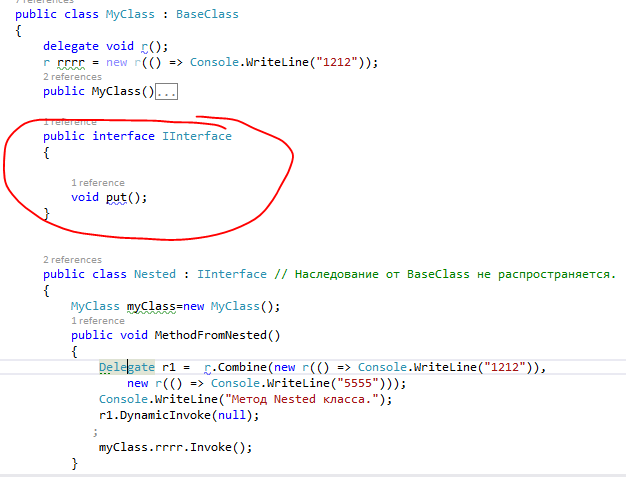 7 references
public class MyClass : BaseClass
{
delegate void r();
r rrrr = new r(() => Console.WriteLine("1212"));
2 references
public MyClass()...
1 reference
public interface IInterface
{
1 reference
void put();
}
2 references
public class Nested : IInterface // Наследование от BaseClass не распространяется.
{
MyClass myClass=new MyClass();
1 reference
public void MethodFromNested()
{
Delegate r1 =  r.Combine(new r(() => Console.WriteLine("1212")),
new r(() => Console.WriteLine("5555")));
Console.WriteLine("Метод Nested класса.");
r1.DynamicInvoke(null);
;
myClass.rrrr.Invoke();
}